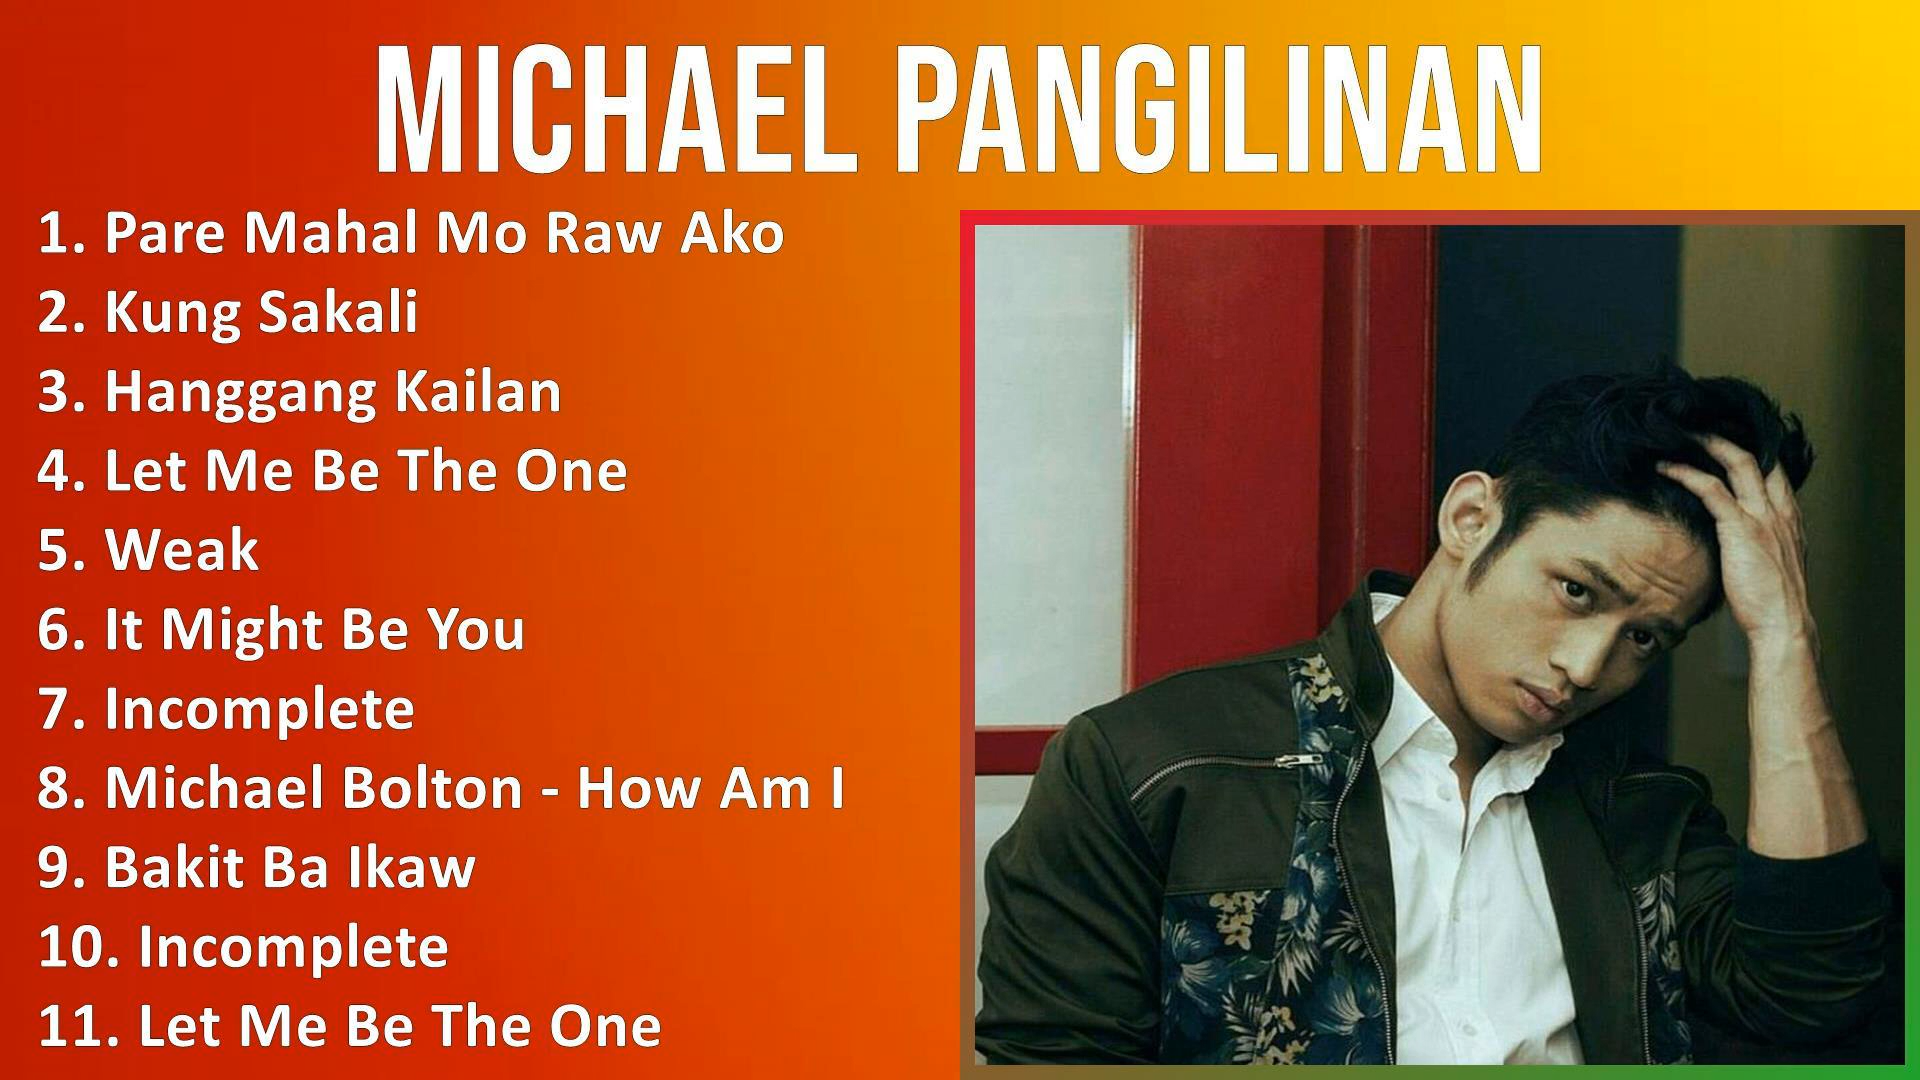 MICHAEL PANGILINAN
1. Pare Mahal Mo Raw Ako
2. Kung Sakali
3. Hanggang Kailan
4. Let Me Be The One
5. Weak
6. It Might Be You
7. Incomplete
8. Michael Bolton - How Am I
9. Bakit Ba Ikaw
10. Incomplete
11. Let Me Be The One